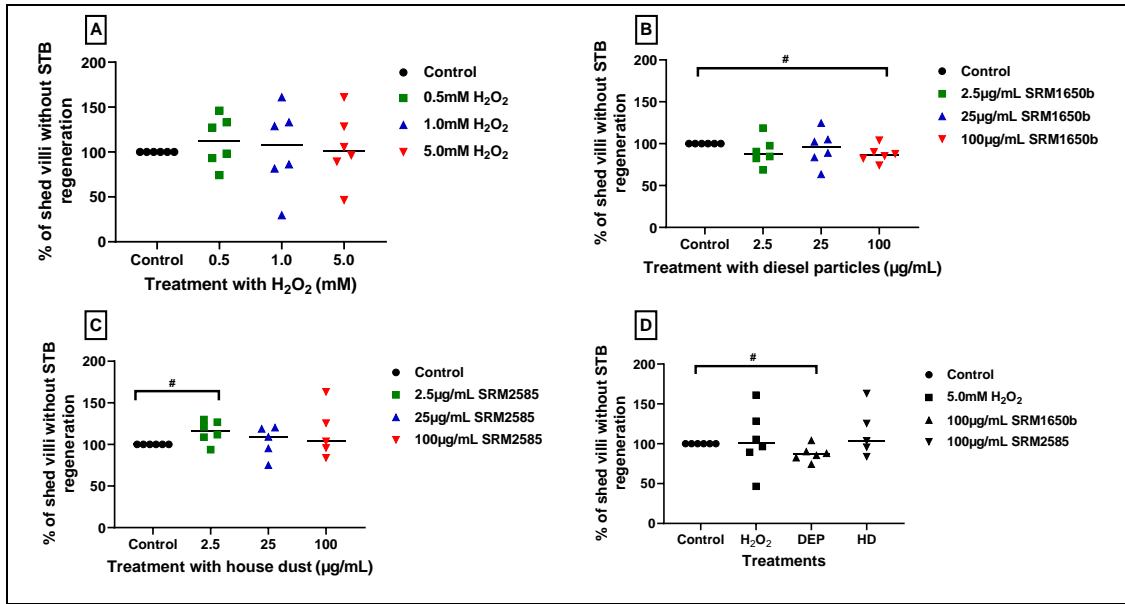 A
% of shed villi without STB
regeneration
200
150
100
50
0
Control
0.5
1.0
5.0
Treatment with H₂O₂ (mM)
Control
0.5mM H₂O₂
1.0mM H₂O₂
5.0mM H₂O₂
B
% of shed villi without STB
regeneration
200
150
100
50
0
#
Control
2.5
25
100
Treatment with diesel particles (µg/mL)
Control
2.5µg/mL SRM1650b
25µg/mL SRM1650b
100µg/mL SRM1650b
C
% of shed villi without STB
regeneration
200
150
100
50
0
#
Control
2.5
25
100
Treatment with house dust (µg/mL)
Control
2.5µg/mL SRM2585
25µg/mL SRM2585
100µg/mL SRM2585
D
% of shed villi without STB
regeneration
200
150
100
50
0
#
Control
H₂O₂
DEP
HD
Treatments
Control
5.0mM H₂O₂
100µg/mL SRM1650b
100µg/mL SRM2585